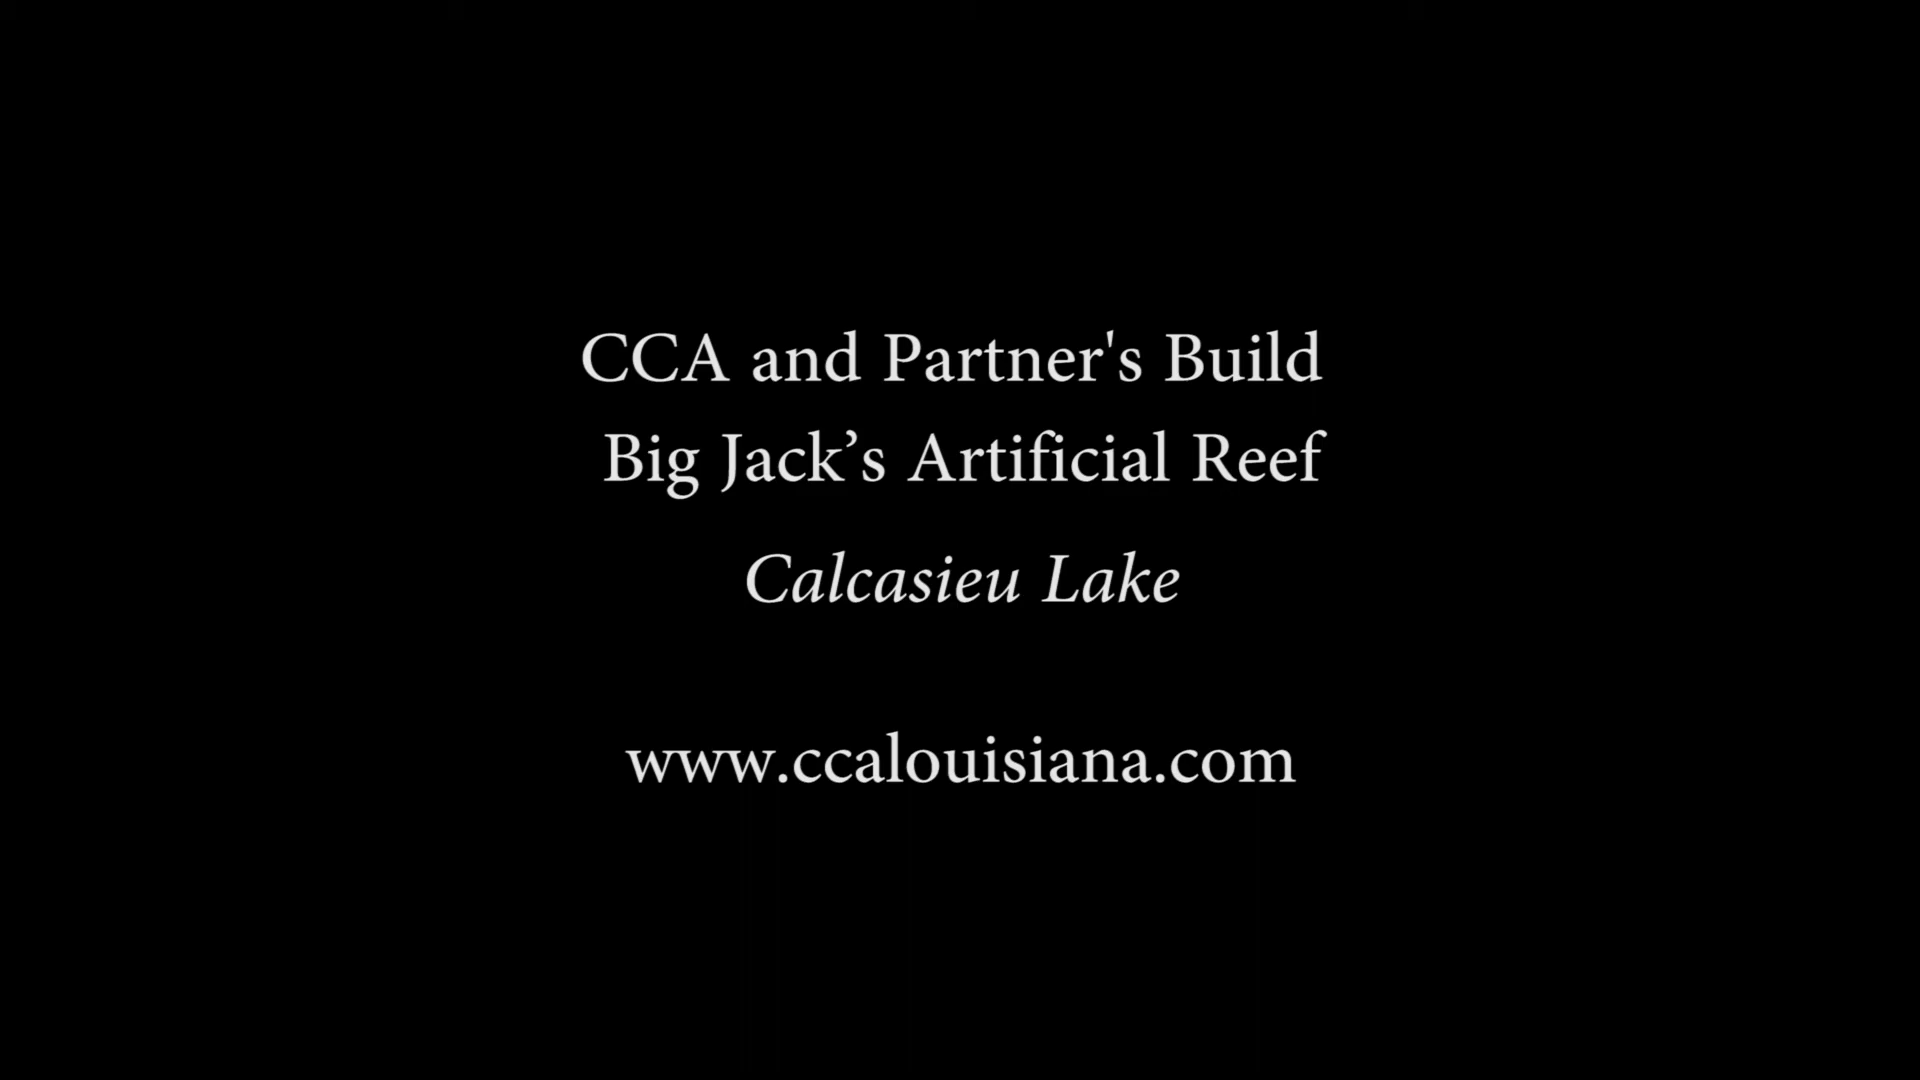 CCA and Partner's Build
Big Jack’s Artificial Reef
Calcasieu Lake
www.ccalouisiana.com